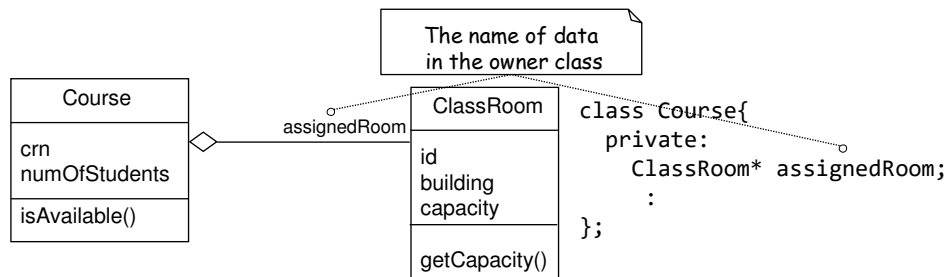 The name of data
in the owner class
Course
crn
numOfStudents
isAvailable()
assignedRoom
ClassRoom
id
building
capacity
getCapacity()
class Course{
private:
ClassRoom* assignedRoom;
:
};